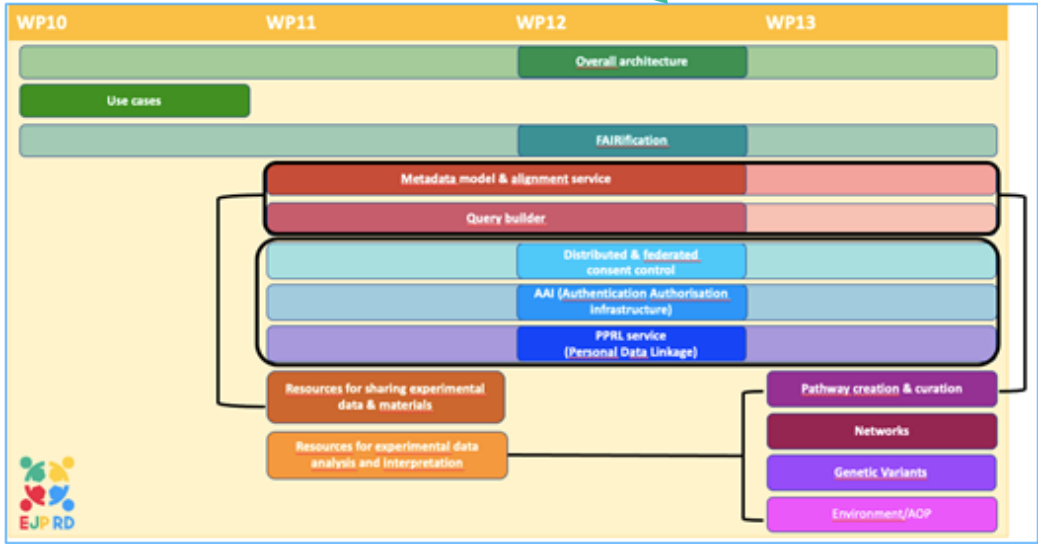 WP10 WP11 WP12 WP13
Overall architecture
Use cases
FAIRification
Metadata model & alignment service
Query builder
Distributed & federated
consent control
AAI (Authentication Authorisation
infrastructure)
PPRL service
(Personal Data Linkage)
Resources for sharing experimental
data & materials
Pathway creation & curation
Networks
Resources for experimental data
analysis and interpretation
Genetic Variants
Environment/AOP
EJP RD